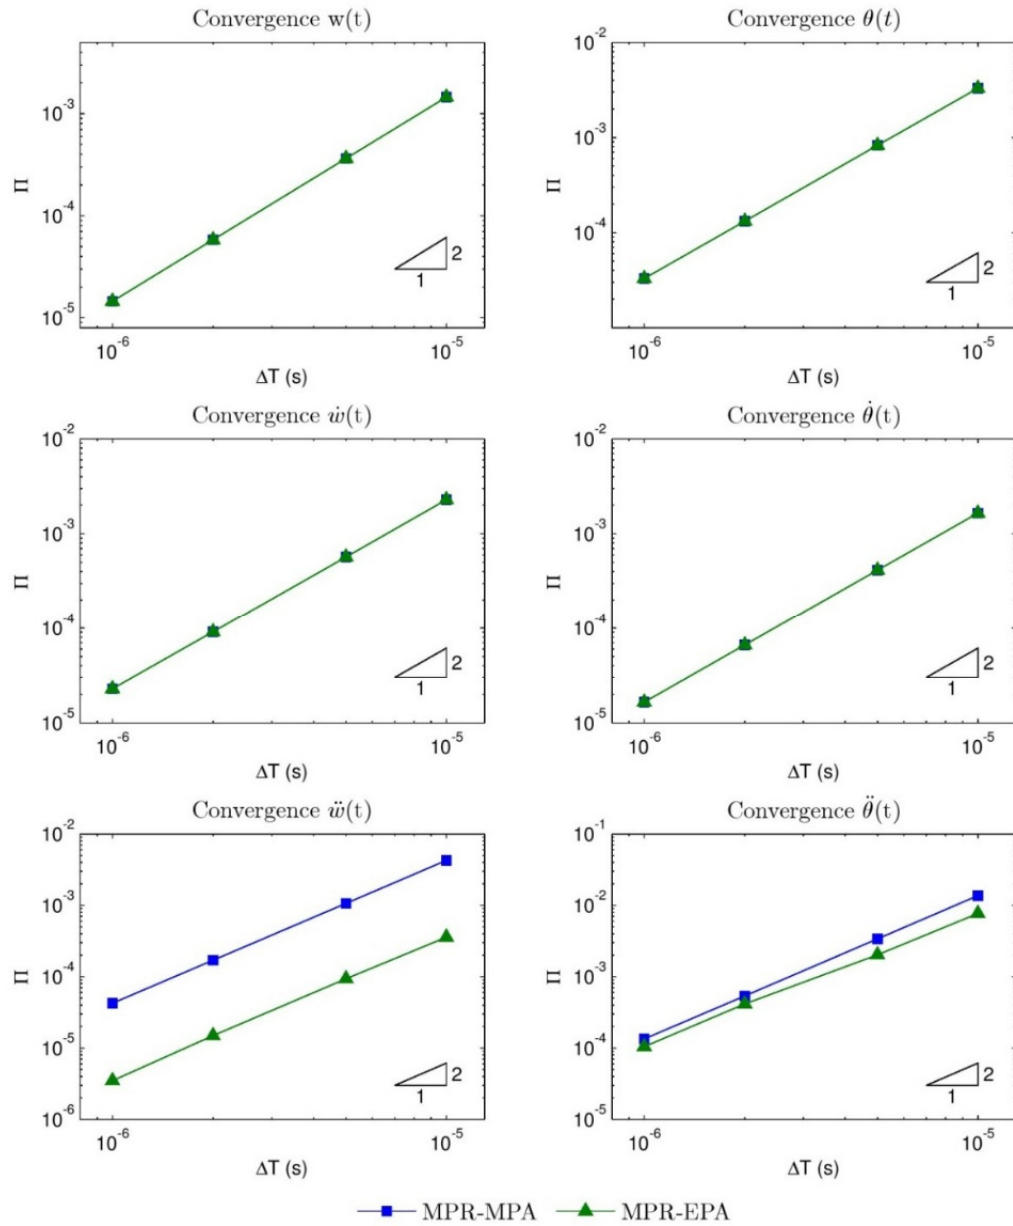 Convergence w(t)
Π
10⁻³
10⁻⁴
10⁻⁵
2
1
10⁻⁶
10⁻⁵
ΔT (s)
Convergence θ(t)
Π
10⁻²
10⁻³
10⁻⁴
2
1
10⁻⁶
10⁻⁵
ΔT (s)
Convergence ẇ(t)
Π
10⁻²
10⁻³
10⁻⁴
10⁻⁵
2
1
10⁻⁶
10⁻⁵
ΔT (s)
Convergence θ̇(t)
Π
10⁻²
10⁻³
10⁻⁴
10⁻⁵
2
1
10⁻⁶
10⁻⁵
ΔT (s)
Convergence ẅ(t)
Π
10⁻²
10⁻³
10⁻⁴
10⁻⁵
10⁻⁶
2
1
10⁻⁶
10⁻⁵
ΔT (s)
Convergence θ̈(t)
Π
10⁻¹
10⁻²
10⁻³
10⁻⁴
10⁻⁵
2
1
10⁻⁶
10⁻⁵
ΔT (s)
MPR-MPA MPR-EPA